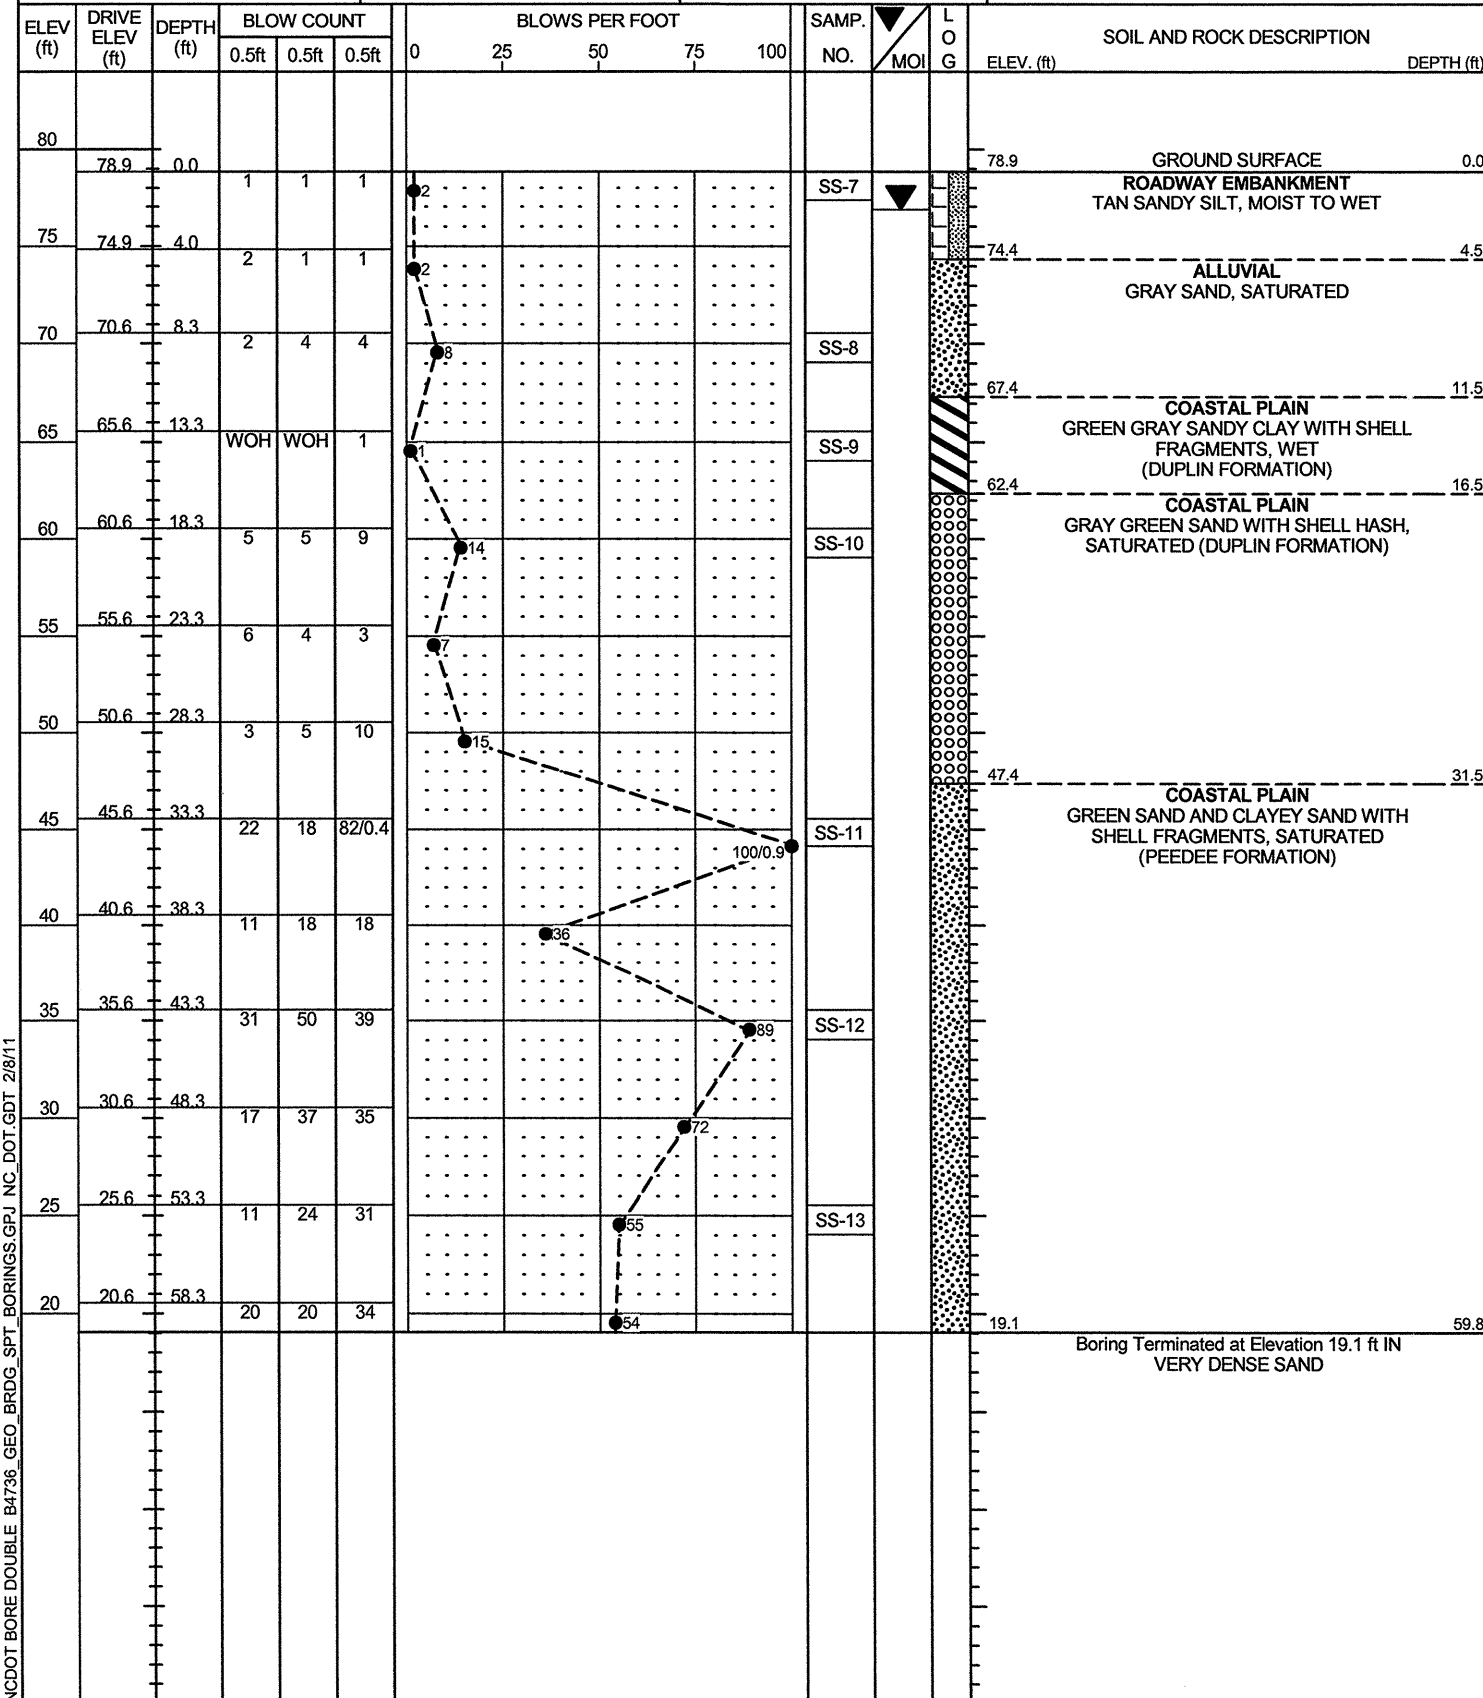 ELEV (ft) DRIVE ELEV (ft) DEPTH (ft) BLOW COUNT BLOWS PER FOOT SAMP. NO. MOI L O G SOIL AND ROCK DESCRIPTION
0.5ft 0.5ft 0.5ft 0 25 50 75 100 ELEV. (ft) DEPTH (ft)
80
78.9 0.0 78.9 GROUND SURFACE 0.0
1 1 1 2 SS-7 ROADWAY EMBANKMENT
TAN SANDY SILT, MOIST TO WET
75
74.9 4.0 74.4 4.5
2 1 1 2 ALLUVIAL
GRAY SAND, SATURATED
70
70.6 8.3
2 4 4 8 SS-8
67.4 11.5
COASTAL PLAIN
65 65.6 13.3 GREEN GRAY SANDY CLAY WITH SHELL
WOH WOH 1 1 SS-9 FRAGMENTS, WET
(DUPLIN FORMATION)
62.4 16.5
COASTAL PLAIN
60 60.6 18.3 GRAY GREEN SAND WITH SHELL HASH,
5 5 9 14 SS-10 SATURATED (DUPLIN FORMATION)
55 55.6 23.3
6 4 3 7
50 50.6 28.3
3 5 10 15
47.4 31.5
COASTAL PLAIN
45 45.6 33.3 GREEN SAND AND CLAYEY SAND WITH
22 18 82/0.4 SS-11 SHELL FRAGMENTS, SATURATED
100/0.9 (PEEDEE FORMATION)
40 40.6 38.3
11 18 18 36
35 35.6 43.3
31 50 39 89 SS-12
30 30.6 48.3
17 37 35 72
25 25.6 53.3
11 24 31 55 SS-13
20 20.6 58.3
20 20 34 54
19.1 59.8
Boring Terminated at Elevation 19.1 ft IN
VERY DENSE SAND
NCDOT BORE DOUBLE B4736_GEO_BRDG_SPT_BORINGS.GPJ NC_DOT.GDT 2/8/11